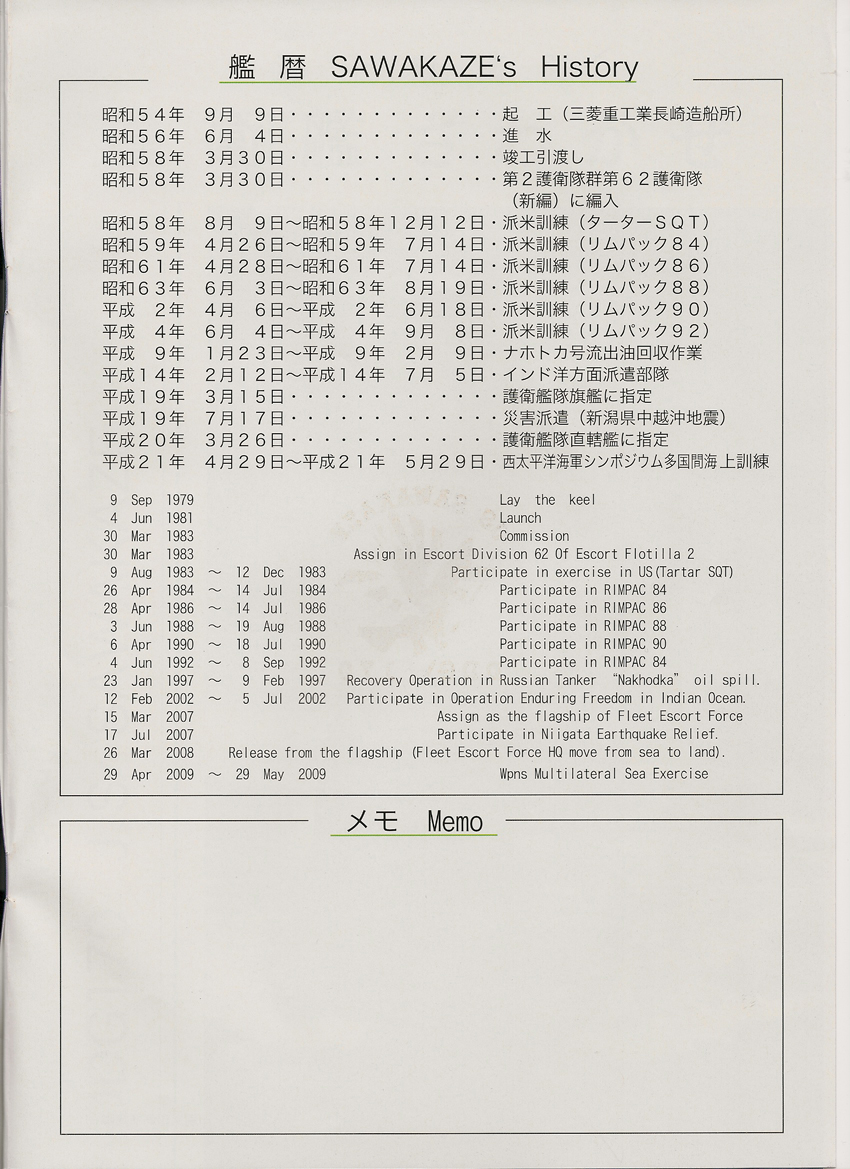 艦 暦 SAWAKAZE‘s History
昭和５４年 ９月 ９日・・・・・・・・・・・・・起 工（三菱重工業長崎造船所）
昭和５６年 ６月 ４日・・・・・・・・・・・・・進 水
昭和５８年 ３月３０日・・・・・・・・・・・・・竣工引渡し
昭和５８年 ３月３０日・・・・・・・・・・・・・第２護衛隊群第６２護衛隊
（新編）に編入
昭和５８年 ８月 ９日～昭和５８年１２月１２日・派米訓練（ターターＳＱＴ）
昭和５９年 ４月２６日～昭和５９年 ７月１４日・派米訓練（リムパック８４）
昭和６１年 ４月２８日～昭和６１年 ７月１４日・派米訓練（リムパック８６）
昭和６３年 ６月 ３日～昭和６３年 ８月１９日・派米訓練（リムパック８８）
平成 ２年 ４月 ６日～平成 ２年 ６月１８日・派米訓練（リムパック９０）
平成 ４年 ６月 ４日～平成 ４年 ９月 ８日・派米訓練（リムパック９２）
平成 ９年 １月２３日～平成 ９年 ２月 ９日・ナホトカ号流出油回収作業
平成１４年 ２月１２日～平成１４年 ７月 ５日・インド洋方面派遣部隊
平成１９年 ３月１５日・・・・・・・・・・・・・護衛艦隊旗艦に指定
平成１９年 ７月１７日・・・・・・・・・・・・・災害派遣（新潟県中越沖地震）
平成２０年 ３月２６日・・・・・・・・・・・・・護衛艦隊直轄艦に指定
平成２１年 ４月２９日～平成２１年 ５月２９日・西太平洋海軍シンポジウム多国間海上訓練
9 Sep 1979 Lay the keel
4 Jun 1981 Launch
30 Mar 1983 Commission
30 Mar 1983 Assign in Escort Division 62 Of Escort Flotilla 2
9 Aug 1983 ～ 12 Dec 1983 Participate in exercise in US(Tartar SQT)
26 Apr 1984 ～ 14 Jul 1984 Participate in RIMPAC 84
28 Apr 1986 ～ 14 Jul 1986 Participate in RIMPAC 86
3 Jun 1988 ～ 19 Aug 1988 Participate in RIMPAC 88
6 Apr 1990 ～ 18 Jul 1990 Participate in RIMPAC 90
4 Jun 1992 ～ 8 Sep 1992 Participate in RIMPAC 84
23 Jan 1997 ～ 9 Feb 1997 Recovery Operation in Russian Tanker “Nakhodka” oil spill.
12 Feb 2002 ～ 5 Jul 2002 Participate in Operation Enduring Freedom in Indian Ocean.
15 Mar 2007 Assign as the flagship of Fleet Escort Force
17 Jul 2007 Participate in Niigata Earthquake Relief.
26 Mar 2008 Release from the flagship (Fleet Escort Force HQ move from sea to land).
29 Apr 2009 ～ 29 May 2009 Wpns Multilateral Sea Exercise
メモ Memo